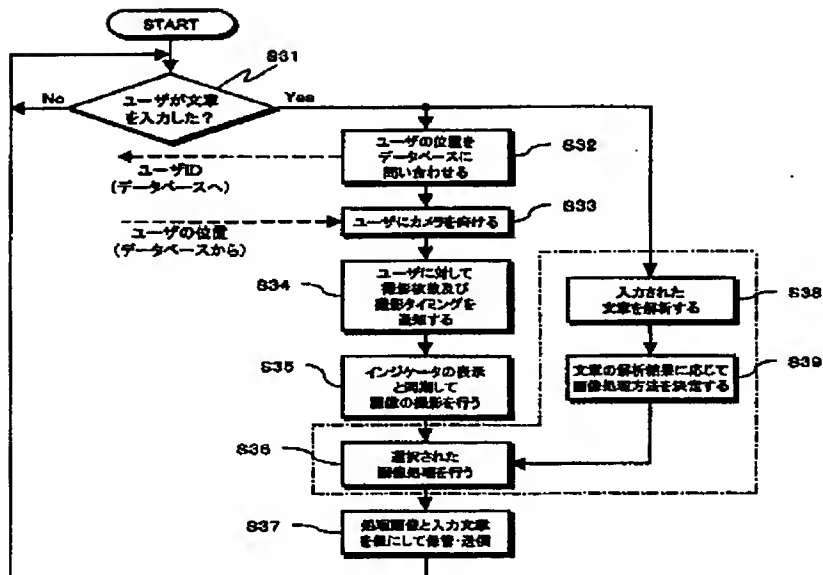 START
S31
No
ユーザが文章
を入力した?
Yes
ユーザの位置を
データベースに
問い合わせる
S32
ユーザID
(データベースへ)
ユーザにカメラを向ける
S33
ユーザの位置
(データベースから)
S34
ユーザに対して
撮影枚数及び
撮影タイミングを
通知する
入力された
文章を解析する
S38
S35
インジケータの表示
と同期して
画像の撮影を行う
文章の解析結果に応じて
画像処理方法を決定する
S39
S36
選択された
画像処理を行う
S37
処理画像と入力文章
を組にして保管・送信